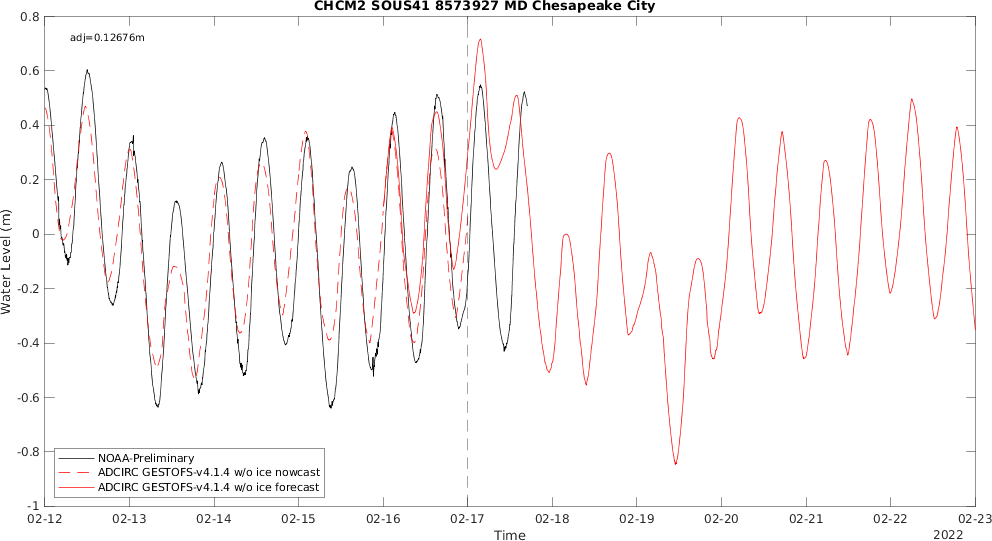 CHCM2 SOUS41 8573927 MD Chesapeake City
adj=0.12676m
0.8
0.6
0.4
0.2
0
-0.2
-0.4
-0.6
-0.8
-1
Water Level (m)
NOAA-Preliminary
ADCIRC GESTOFS-v4.1.4 w/o ice nowcast
ADCIRC GESTOFS-v4.1.4 w/o ice forecast
02-12 02-13 02-14 02-15 02-16 02-17 02-18 02-19 02-20 02-21 02-22 02-23
Time
2022